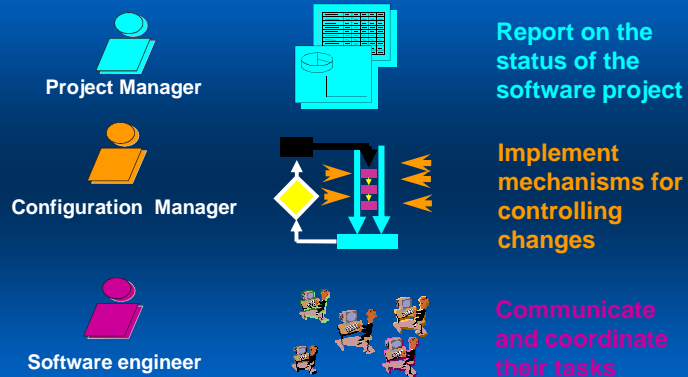 Report on the
status of the
software project
Project Manager
Implement
mechanisms for
controlling
changes
Configuration Manager
Communicate
and coordinate
their tasks
Software engineer